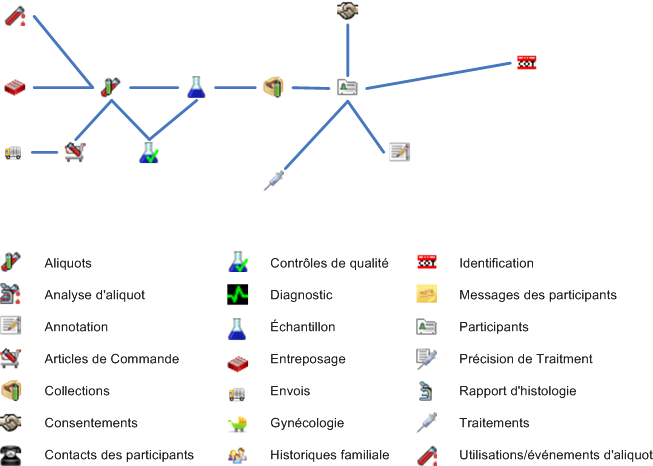 Aliquots
Contrôles de qualité
Identification
Analyse d'aliquot
Diagnostic
Messages des participants
Annotation
Échantillon
Participants
Articles de Commande
Entreposage
Précision de Traitment
Collections
Envois
Rapport d'histologie
Consentements
Gynécologie
Traitements
Contacts des participants
Historiques familiale
Utilisations/événements d'aliquot